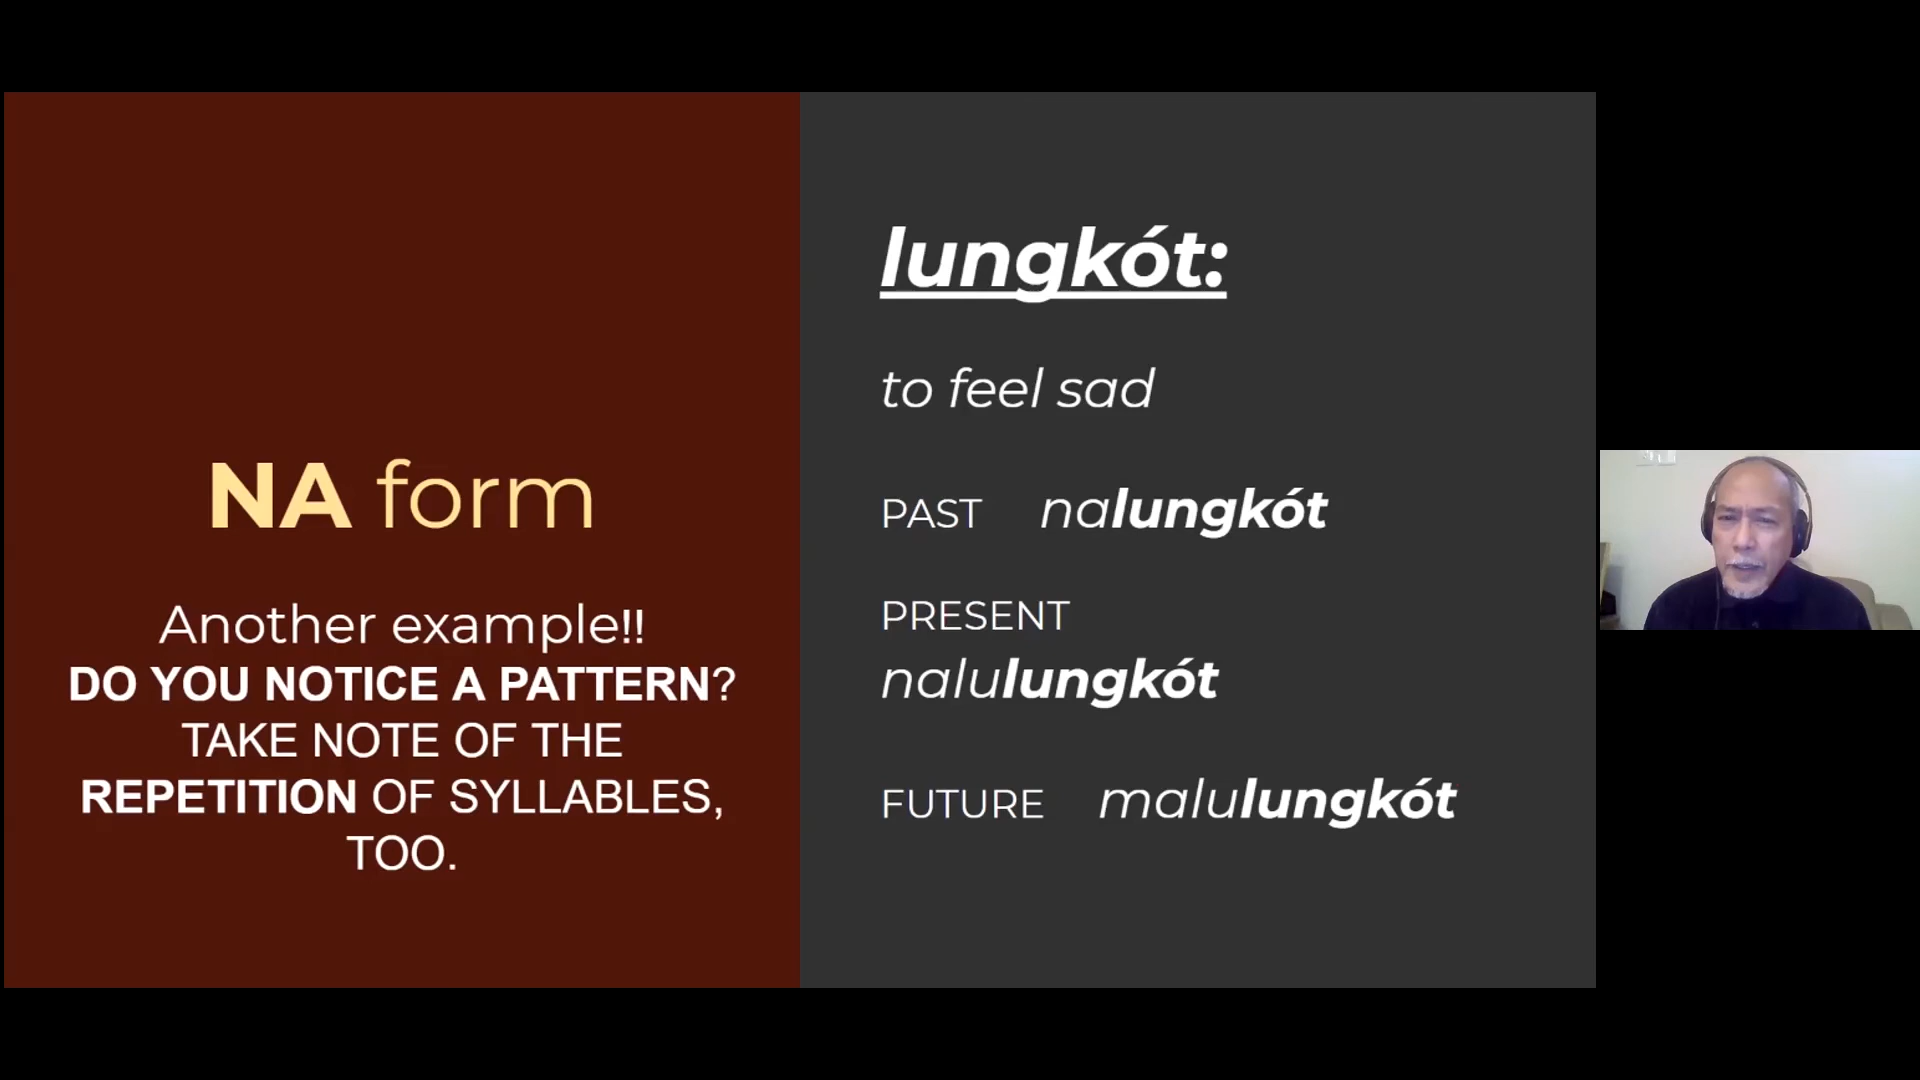 NA form
Another example!!
DO YOU NOTICE A PATTERN?
TAKE NOTE OF THE
REPETITION OF SYLLABLES,
TOO.
lungkót:
to feel sad
PAST nalungkót
PRESENT
nalulungkót
FUTURE malulungkót